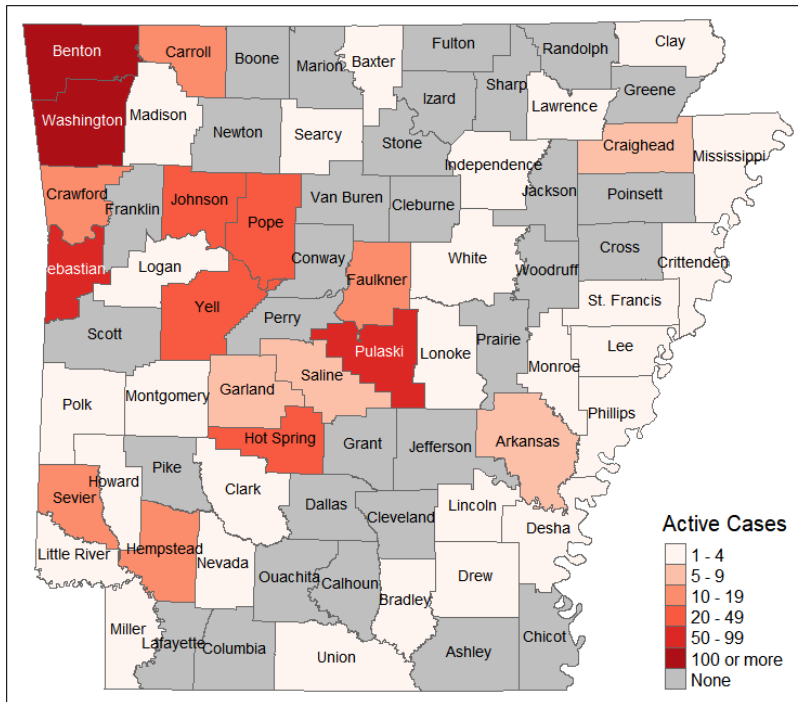 Benton
Carroll
Boone
Marion
Baxter
Fulton
Randolph
Clay
Sharp
Izard
Greene
Lawrence
Washington
Madison
Newton
Searcy
Stone
Independence
Craighead
Mississippi
Crawford
Franklin
Johnson
Pope
Van Buren
Cleburne
Jackson
Poinsett
ebastian
Logan
Conway
Faulkner
White
Woodruff
Cross
Crittenden
Scott
Yell
Perry
Pulaski
Lonoke
Prairie
St. Francis
Monroe
Lee
Polk
Montgomery
Garland
Saline
Phillips
Hot Spring
Grant
Jefferson
Arkansas
Sevier
Howard
Pike
Clark
Dallas
Cleveland
Lincoln
Desha
Little River
Hempstead
Nevada
Ouachita
Calhoun
Bradley
Drew
Miller
Lafayette
Columbia
Union
Ashley
Chicot
Active Cases
1 - 4
5 - 9
10 - 19
20 - 49
50 - 99
100 or more
None